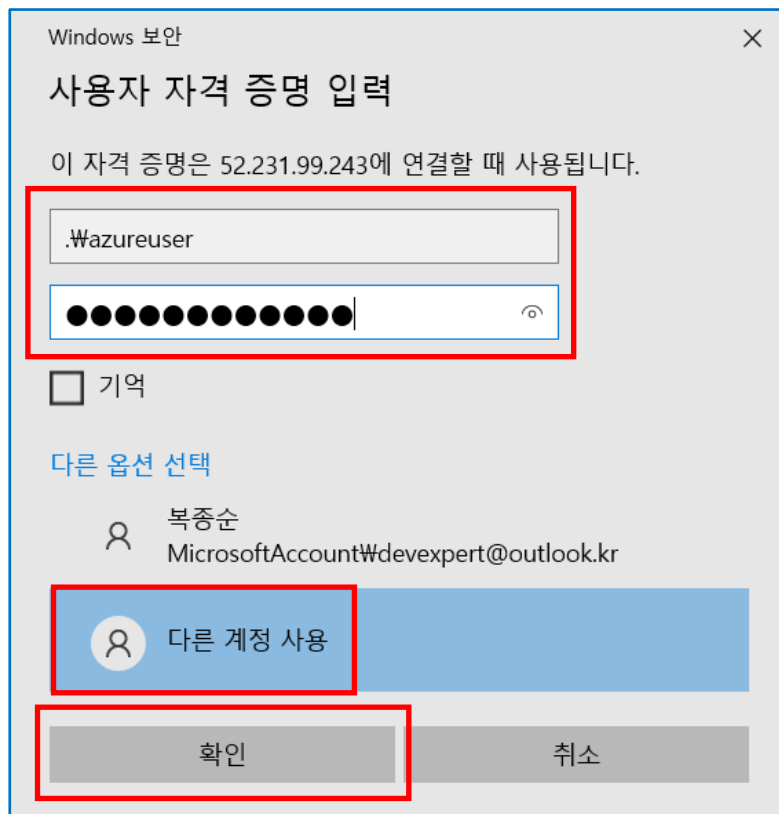 Windows 보안
사용자 자격 증명 입력
이 자격 증명은 52.231.99.243에 연결할 때 사용됩니다.
.₩azureuser
●●●●●●●●●●●●
기억
다른 옵션 선택
복종순
MicrosoftAccount₩devexpert@outlook.kr
다른 계정 사용
확인 취소